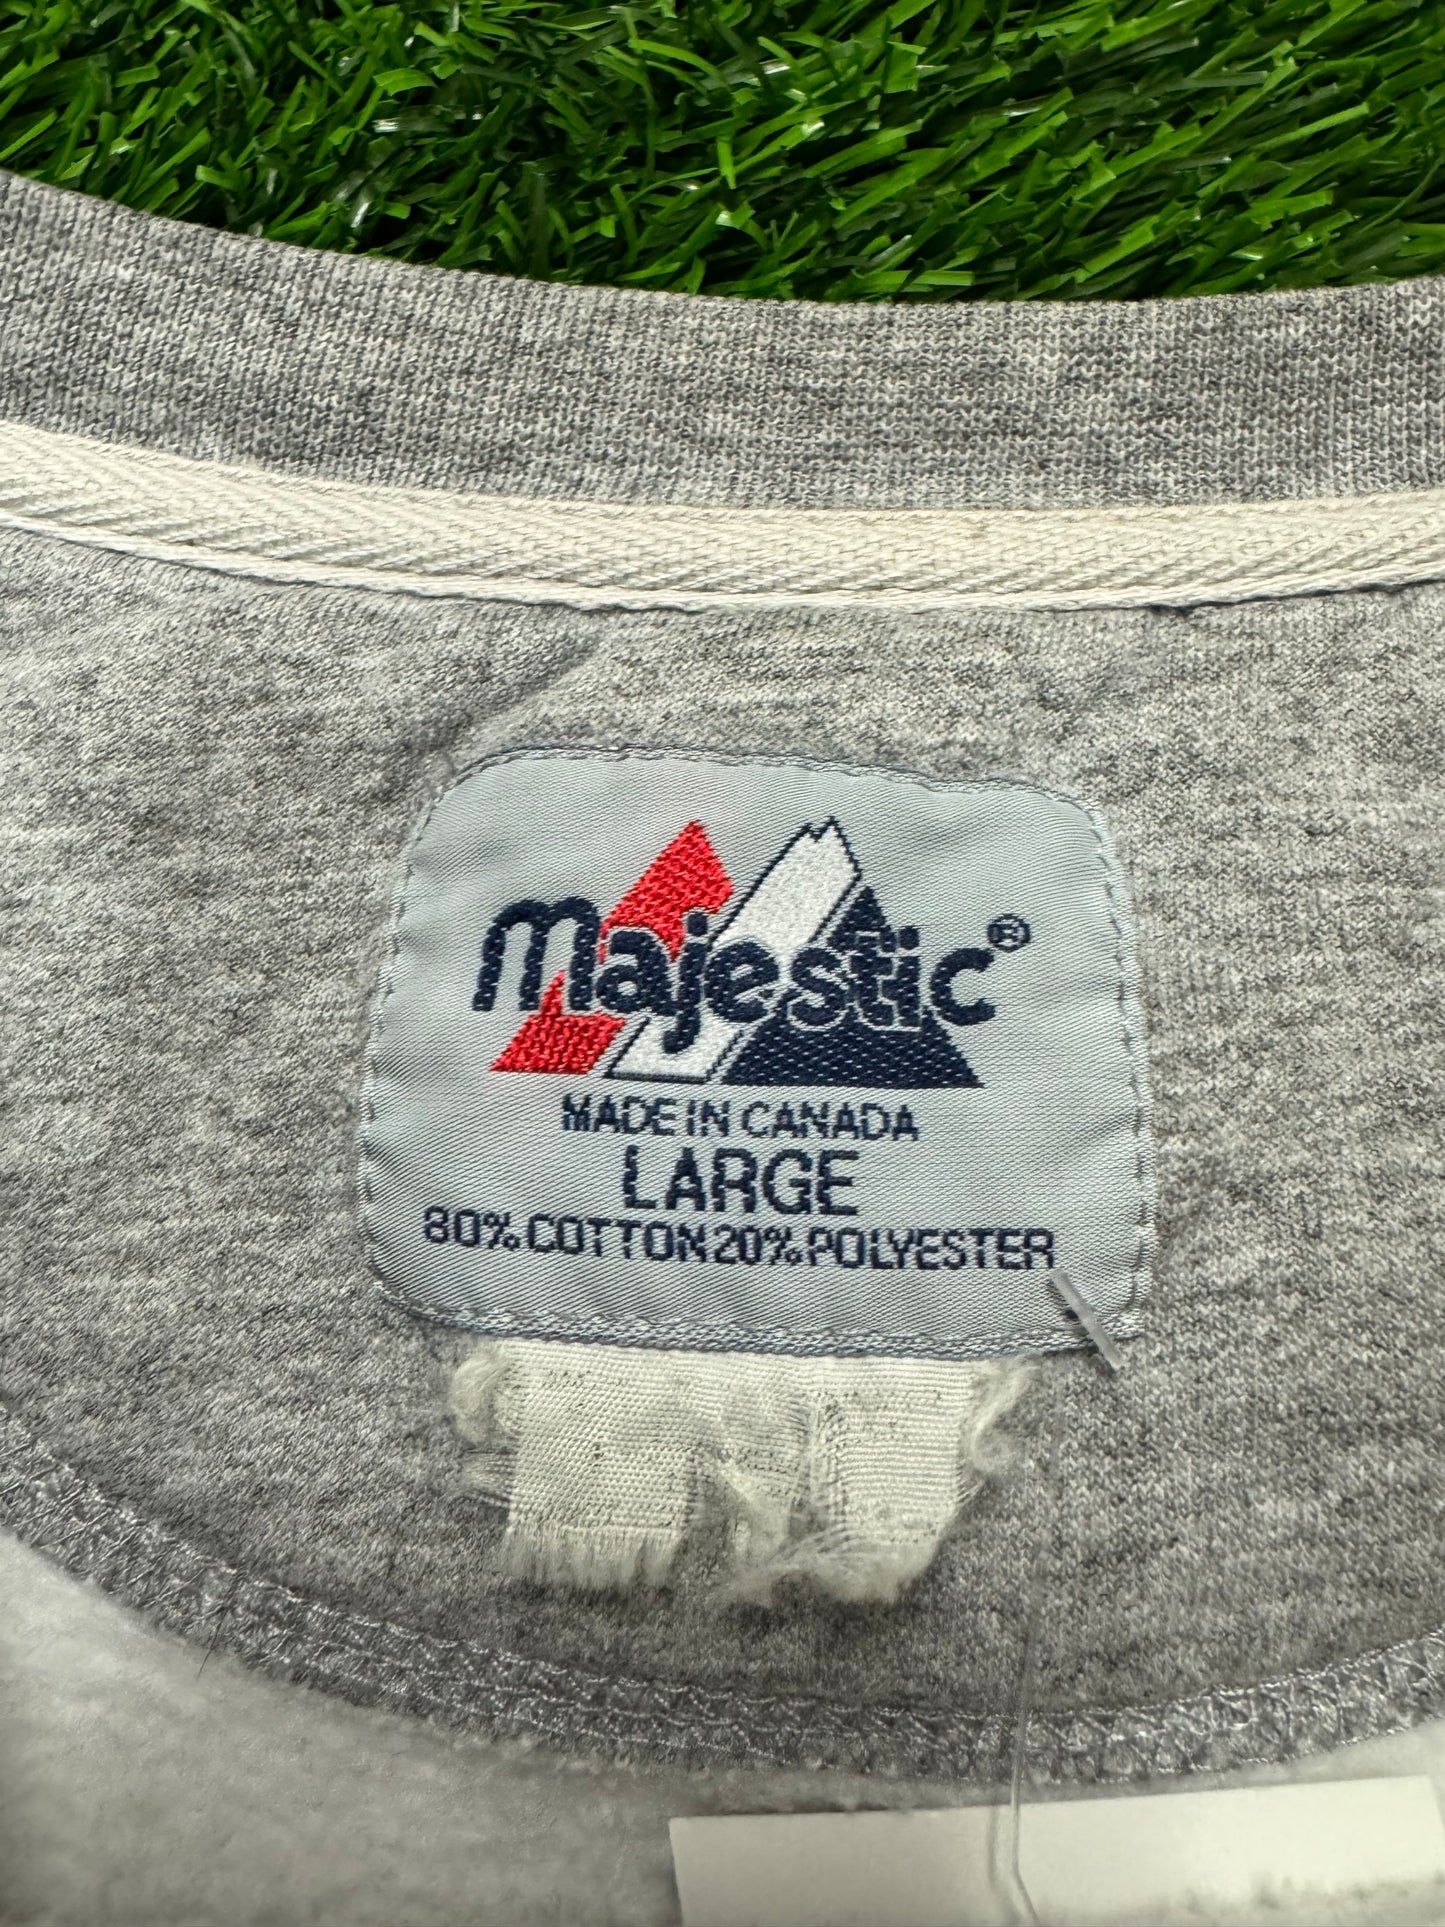 majestic®
MADE IN CANADA
LARGE
80% COTTON 20% POLYESTER